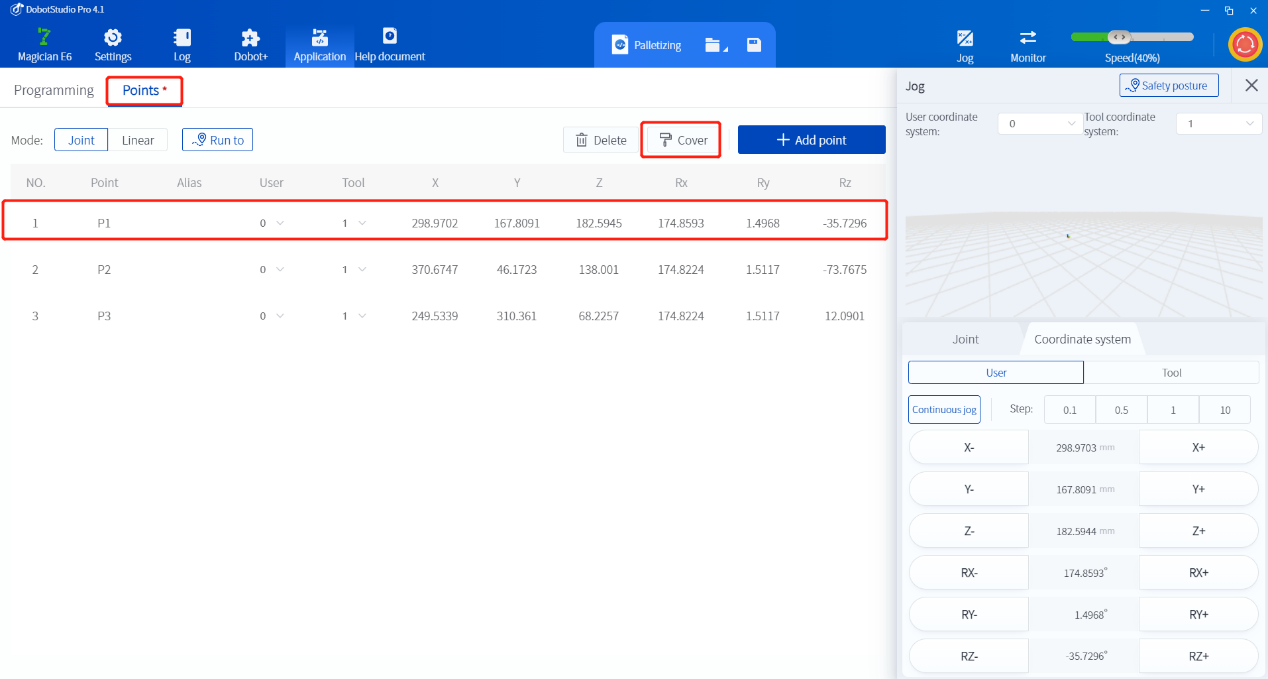 DobotStudio Pro 4.1
Magician E6 Settings Log Dobot+ Application Help document Palletizing Jog Monitor Speed(40%)
Programming Points *
Mode: Joint Linear Run to Delete Cover + Add point
NO. Point Alias User Tool X Y Z Rx Ry Rz
1 P1 0 1 298.9702 167.8091 182.5945 174.8593 1.4968 -35.7296
2 P2 0 1 370.6747 46.1723 138.001 174.8224 1.5117 -73.7675
3 P3 0 1 249.5339 310.361 68.2257 174.8224 1.5117 12.0901
Jog Safety posture
User coordinate system: 0 Tool coordinate system: 1
Joint Coordinate system
User Tool
Continuous jog Step: 0.1 0.5 1 10
X- 298.9703 mm X+
Y- 167.8091 mm Y+
Z- 182.5944 mm Z+
RX- 174.8593° RX+
RY- 1.4968° RY+
RZ- -35.7296° RZ+